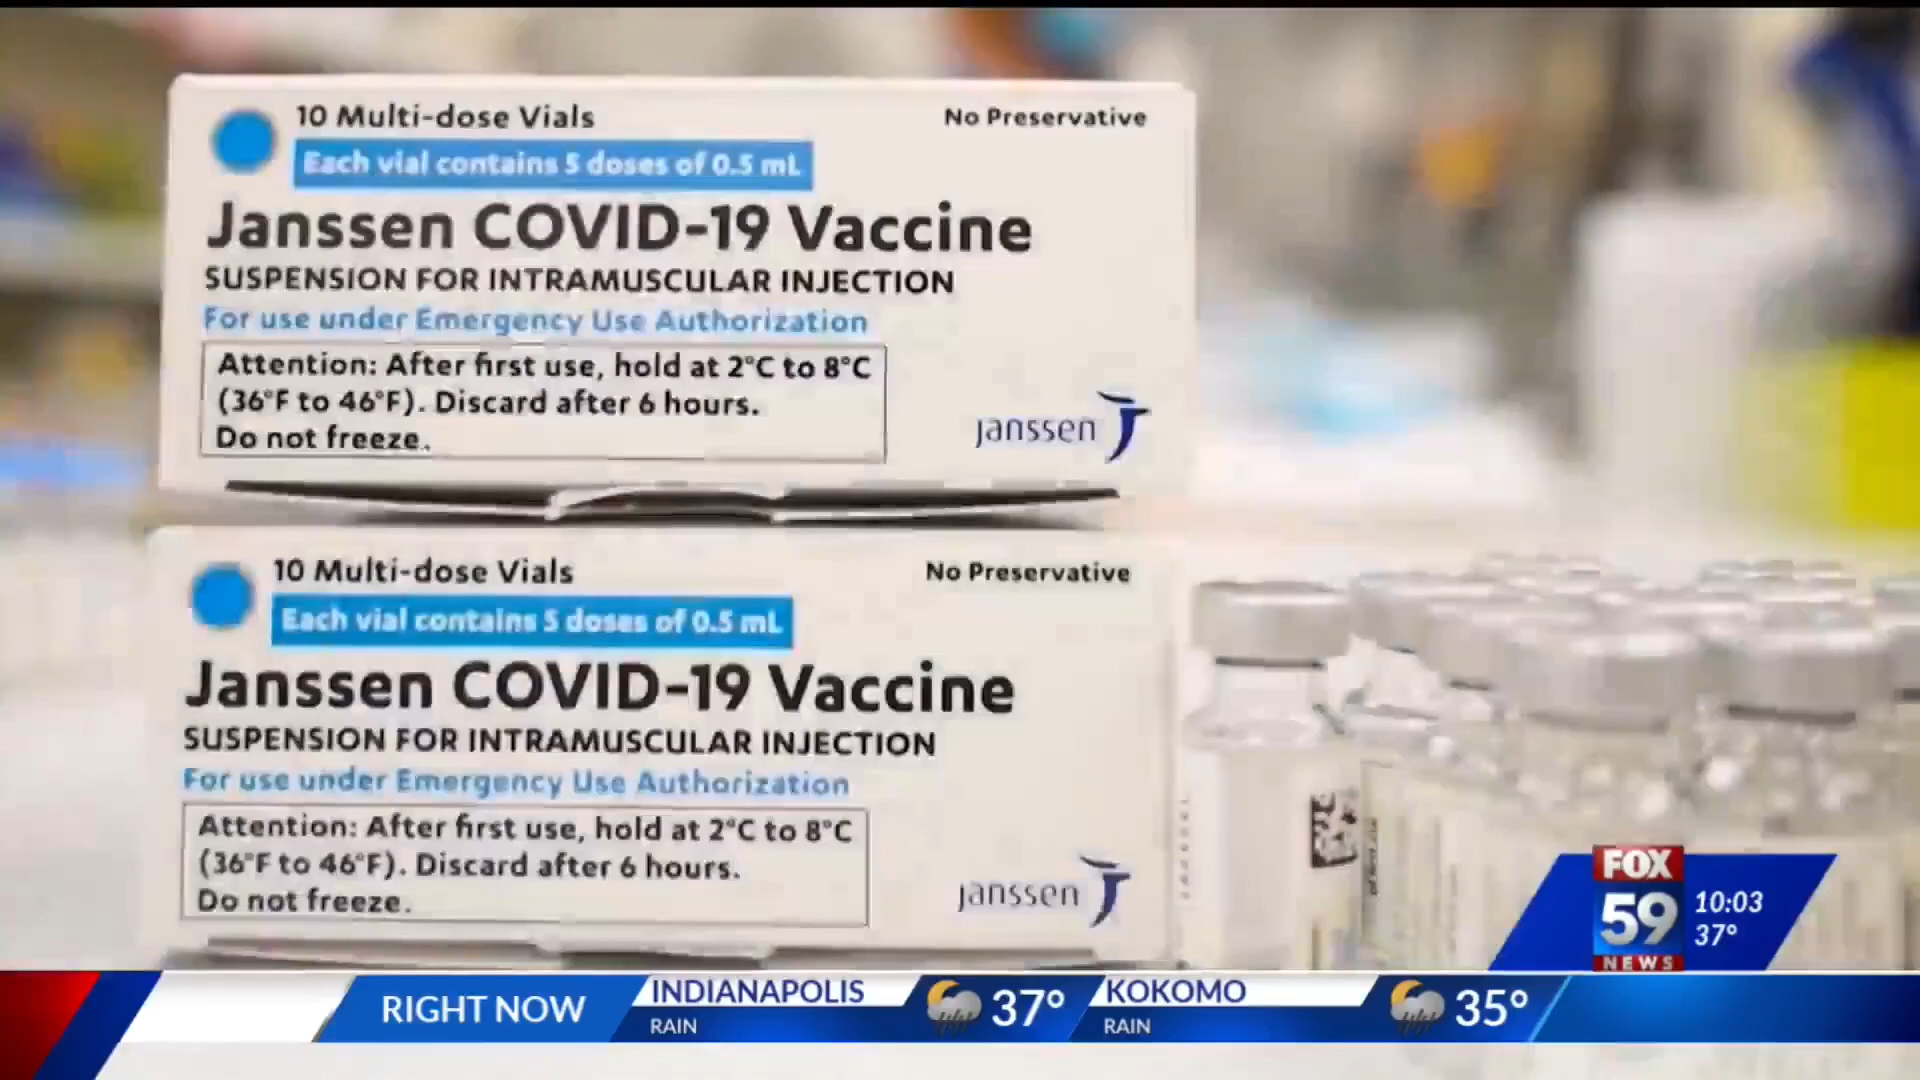 10 Multi-dose Vials
No Preservative
Each vial contains 5 doses of 0.5 mL
Janssen COVID-19 Vaccine
SUSPENSION FOR INTRAMUSCULAR INJECTION
For use under Emergency Use Authorization
Attention: After first use, hold at 2°C to 8°C
(36°F to 46°F). Discard after 6 hours.
Do not freeze.
janssen
10 Multi-dose Vials
No Preservative
Each vial contains 5 doses of 0.5 mL
Janssen COVID-19 Vaccine
SUSPENSION FOR INTRAMUSCULAR INJECTION
For use under Emergency Use Authorization
Attention: After first use, hold at 2°C to 8°C
(36°F to 46°F). Discard after 6 hours.
Do not freeze.
janssen
FOX
59
NEWS
10:03
37°
RIGHT NOW
INDIANAPOLIS
RAIN
37°
KOKOMO
RAIN
35°